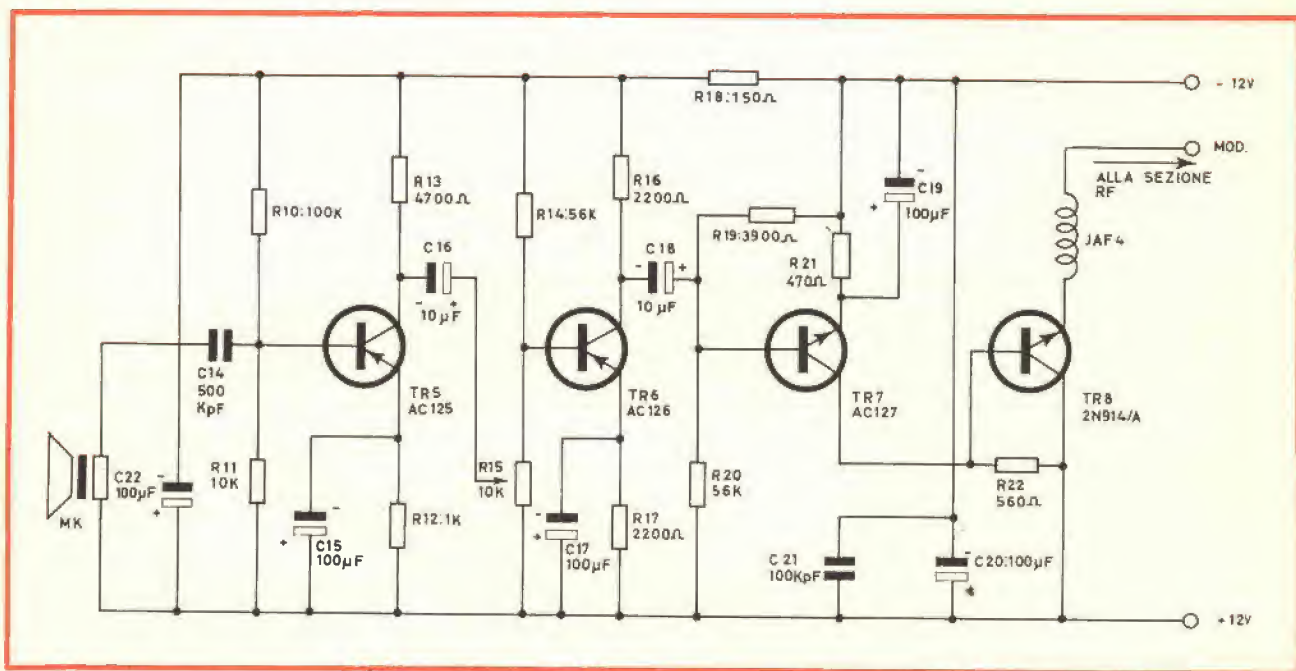 - 12V
R18:150Ω
MOD.
ALLA SEZIONE
RF
R13
4700Ω
R16
2200Ω
C19
100µF
R10:100K
R14:56K
R19:3900Ω
JAF4
C16
10µF
C18
10µF
R21
470Ω
C14
500
KpF
TR5
AC125
TR6
AC126
TR7
AC127
TR8
2N914/A
MK
C22
100µF
R11
10K
C15
100µF
R12:1K
R15
10K
C17
100µF
R17
2200Ω
R20
56K
R22
560Ω
C21
100KpF
C20:100µF
+ 12V